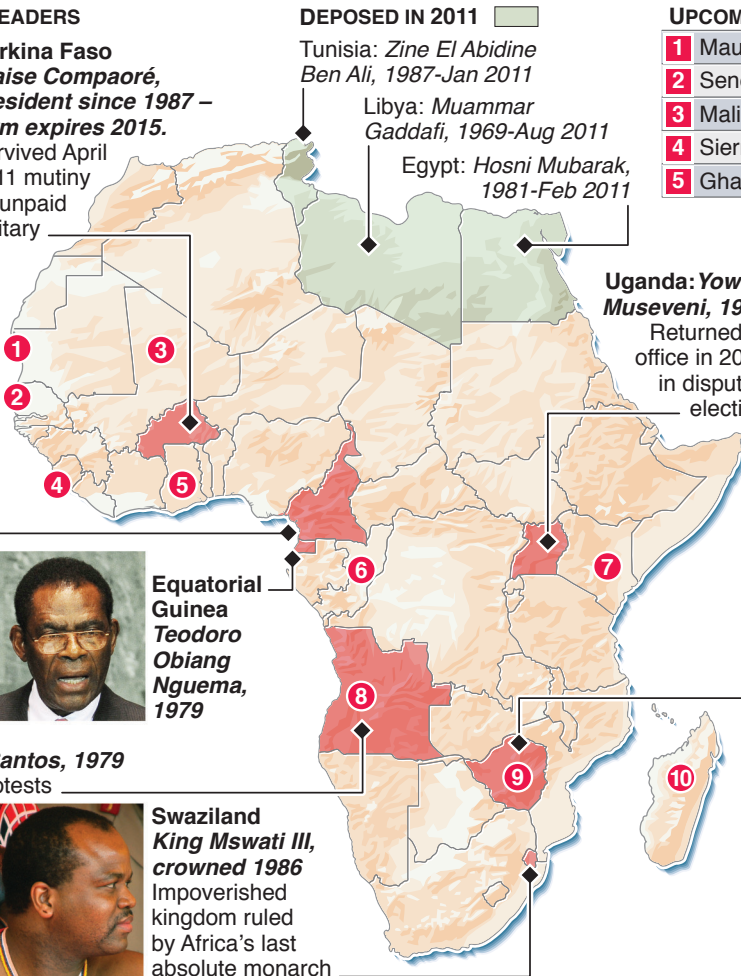 EADERS
rkina Faso
aise Compaoré,
esident since 1987 –
m expires 2015.
rvived April
11 mutiny
unpaid
itary
DEPOSED IN 2011
Tunisia: Zine El Abidine
Ben Ali, 1987-Jan 2011
Libya: Muammar
Gaddafi, 1969-Aug 2011
Egypt: Hosni Mubarak,
1981-Feb 2011
UPCOM
1 Mau
2 Sene
3 Mali
4 Sier
5 Gha
Uganda: Yow
Museveni, 19
Returned
office in 20
in disput
electi
1
2
3
4
5
6
7
8
9
10
Equatorial
Guinea
Teodoro
Obiang
Nguema,
1979
antos, 1979
otests
Swaziland
King Mswati III,
crowned 1986
Impoverished
kingdom ruled
by Africa's last
absolute monarch